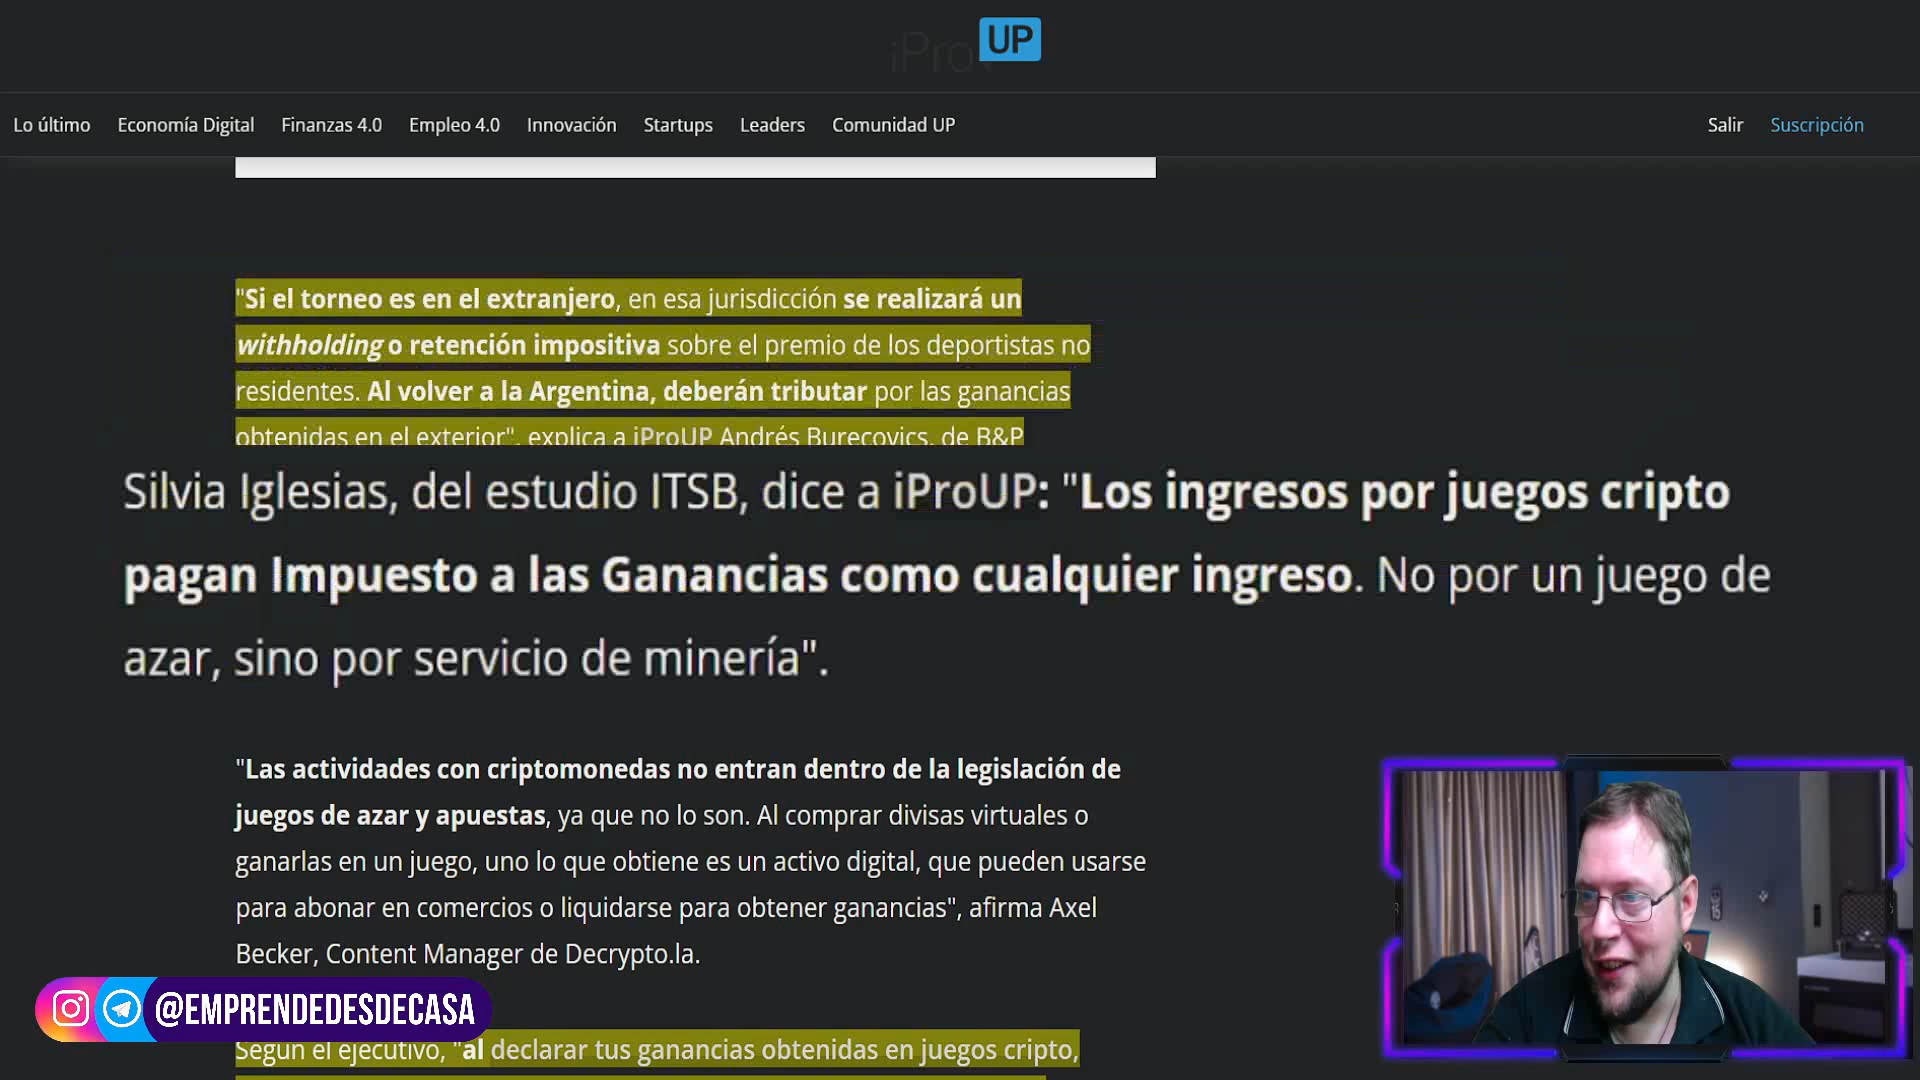 iPro UP
Lo último Economía Digital Finanzas 4.0 Empleo 4.0 Innovación Startups Leaders Comunidad UP Salir Suscripción
"Si el torneo es en el extranjero, en esa jurisdicción se realizará un
withholding o retención impositiva sobre el premio de los deportistas no
residentes. Al volver a la Argentina, deberán tributar por las ganancias
obtenidas en el exterior", explica a iProUP Andrés Burecovics, de B&P
Silvia Iglesias, del estudio ITSB, dice a iProUP: "Los ingresos por juegos cripto
pagan Impuesto a las Ganancias como cualquier ingreso. No por un juego de
azar, sino por servicio de minería".
"Las actividades con criptomonedas no entran dentro de la legislación de
juegos de azar y apuestas, ya que no lo son. Al comprar divisas virtuales o
ganarlas en un juego, uno lo que obtiene es un activo digital, que pueden usarse
para abonar en comercios o liquidarse para obtener ganancias", afirma Axel
Becker, Content Manager de Decrypto.la.
@EMPRENDEDESDECASA
Según el ejecutivo, "al declarar tus ganancias obtenidas en juegos cripto,